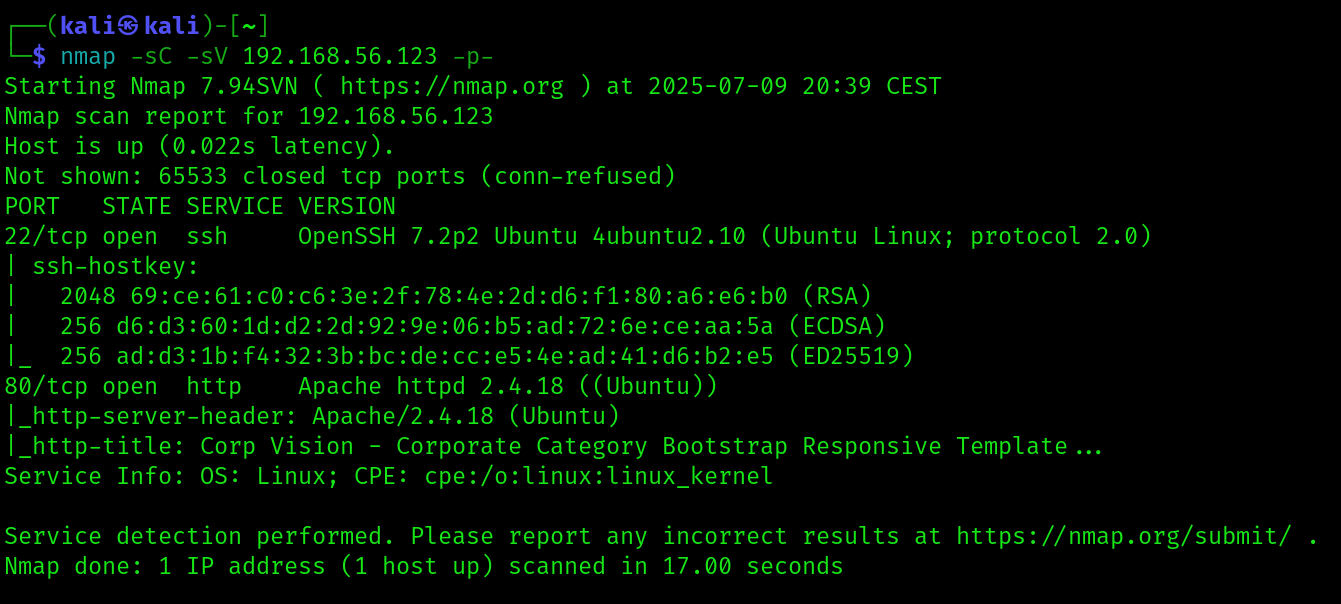 ┌──(kali㉿kali)-[~]
└─$ nmap -sC -sV 192.168.56.123 -p-
Starting Nmap 7.94SVN ( https://nmap.org ) at 2025-07-09 20:39 CEST
Nmap scan report for 192.168.56.123
Host is up (0.022s latency).
Not shown: 65533 closed tcp ports (conn-refused)
PORT   STATE SERVICE VERSION
22/tcp open  ssh     OpenSSH 7.2p2 Ubuntu 4ubuntu2.10 (Ubuntu Linux; protocol 2.0)
| ssh-hostkey:
|   2048 69:ce:61:c0:c6:3e:2f:78:4e:2d:d6:f1:80:a6:e6:b0 (RSA)
|   256 d6:d3:60:1d:d2:2d:92:9e:06:b5:ad:72:6e:ce:aa:5a (ECDSA)
|_  256 ad:d3:1b:f4:32:3b:bc:de:cc:e5:4e:ad:41:d6:b2:e5 (ED25519)
80/tcp open  http    Apache httpd 2.4.18 ((Ubuntu))
|_http-server-header: Apache/2.4.18 (Ubuntu)
|_http-title: Corp Vision - Corporate Category Bootstrap Responsive Template...
Service Info: OS: Linux; CPE: cpe:/o:linux:linux_kernel

Service detection performed. Please report any incorrect results at https://nmap.org/submit/ .
Nmap done: 1 IP address (1 host up) scanned in 17.00 seconds